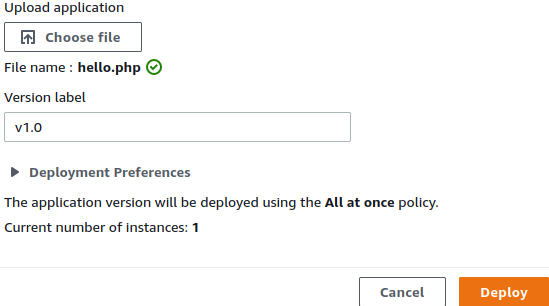 Upload application
Choose file
File name : hello.php
Version label
v1.0
Deployment Preferences
The application version will be deployed using the All at once policy.
Current number of instances: 1
Cancel
Deploy